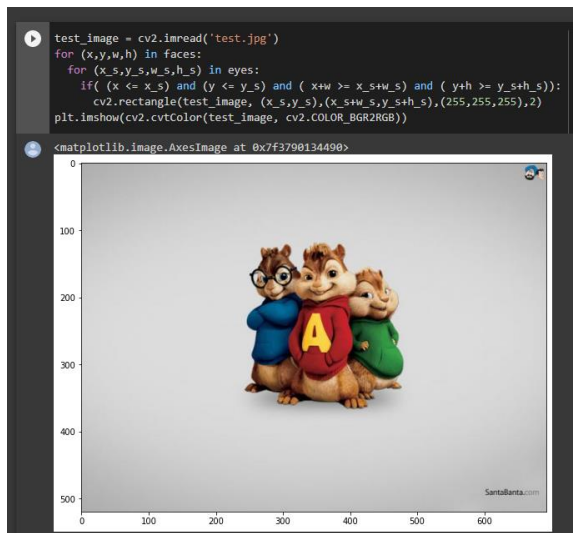 test_image = cv2.imread('test.jpg')
for (x,y,w,h) in faces:
  for (x_s,y_s,w_s,h_s) in eyes:
    if( (x <= x_s) and (y <= y_s) and ( x+w >= x_s+w_s) and ( y+h >= y_s+h_s)):
      cv2.rectangle(test_image, (x_s,y_s),(x_s+w_s,y_s+h_s),(255,255,255),2)
plt.imshow(cv2.cvtColor(test_image, cv2.COLOR_BGR2RGB))
<matplotlib.image.AxesImage at 0x7f3790134490>
0
100
200
A
300
400
SantaBanta.com
500
0 100 200 300 400 500 600